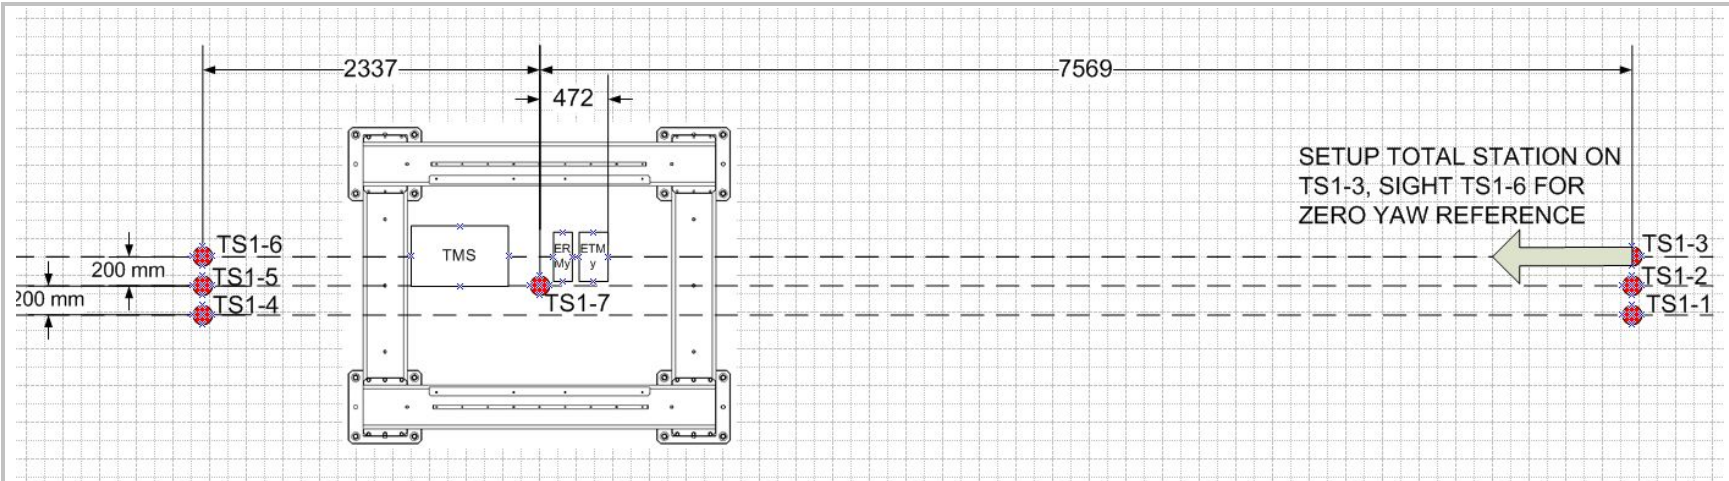 2337
7569
472
SETUP TOTAL STATION ON
TS1-3, SIGHT TS1-6 FOR
ZERO YAW REFERENCE
TS1-6
TMS
ER
My
ETM
y
TS1-3
200 mm
TS1-5
TS1-2
200 mm
TS1-4
TS1-7
TS1-1